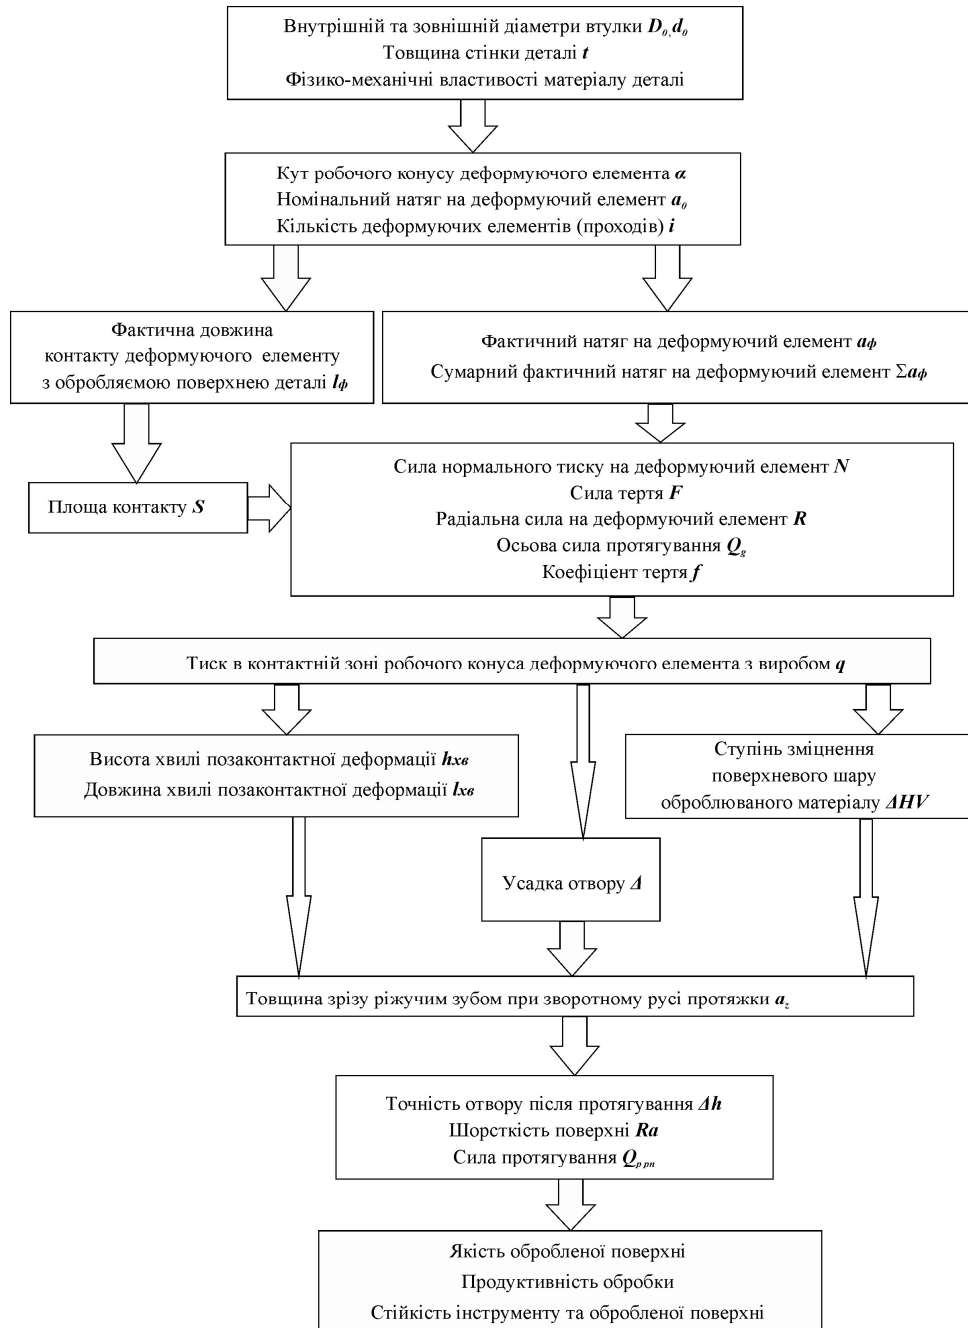 Внутрішній та зовнішній діаметри втулки D₀,d₀
Товщина стінки деталі t
Фізико-механічні властивості матеріалу деталі
Кут робочого конусу деформуючого елемента α
Номінальний натяг на деформуючий елемент a₀
Кількість деформуючих елементів (проходів) i
Фактична довжина
контакту деформуючого елементу
з обробляємою поверхнею деталі lф
Фактичний натяг на деформуючий елемент aф
Сумарний фактичний натяг на деформуючий елемент Σaф
Площа контакту S
Сила нормального тиску на деформуючий елемент N
Сила тертя F
Радіальна сила на деформуючий елемент R
Осьова сила протягування Qg
Коефіціент тертя f
Тиск в контактній зоні робочого конуса деформуючого елемента з виробом q
Висота хвилі позаконтактної деформації hхв
Довжина хвилі позаконтактної деформації lхв
Ступінь зміцнення
поверхневого шару
оброблюваного матеріалу ΔHV
Усадка отвору Δ
Товщина зрізу ріжучим зубом при зворотному русі протяжки az
Точність отвору після протягування Δh
Шорсткість поверхні Ra
Сила протягування Qр рп
Якість обробленої поверхні
Продуктивність обробки
Стійкість інструменту та обробленої поверхні